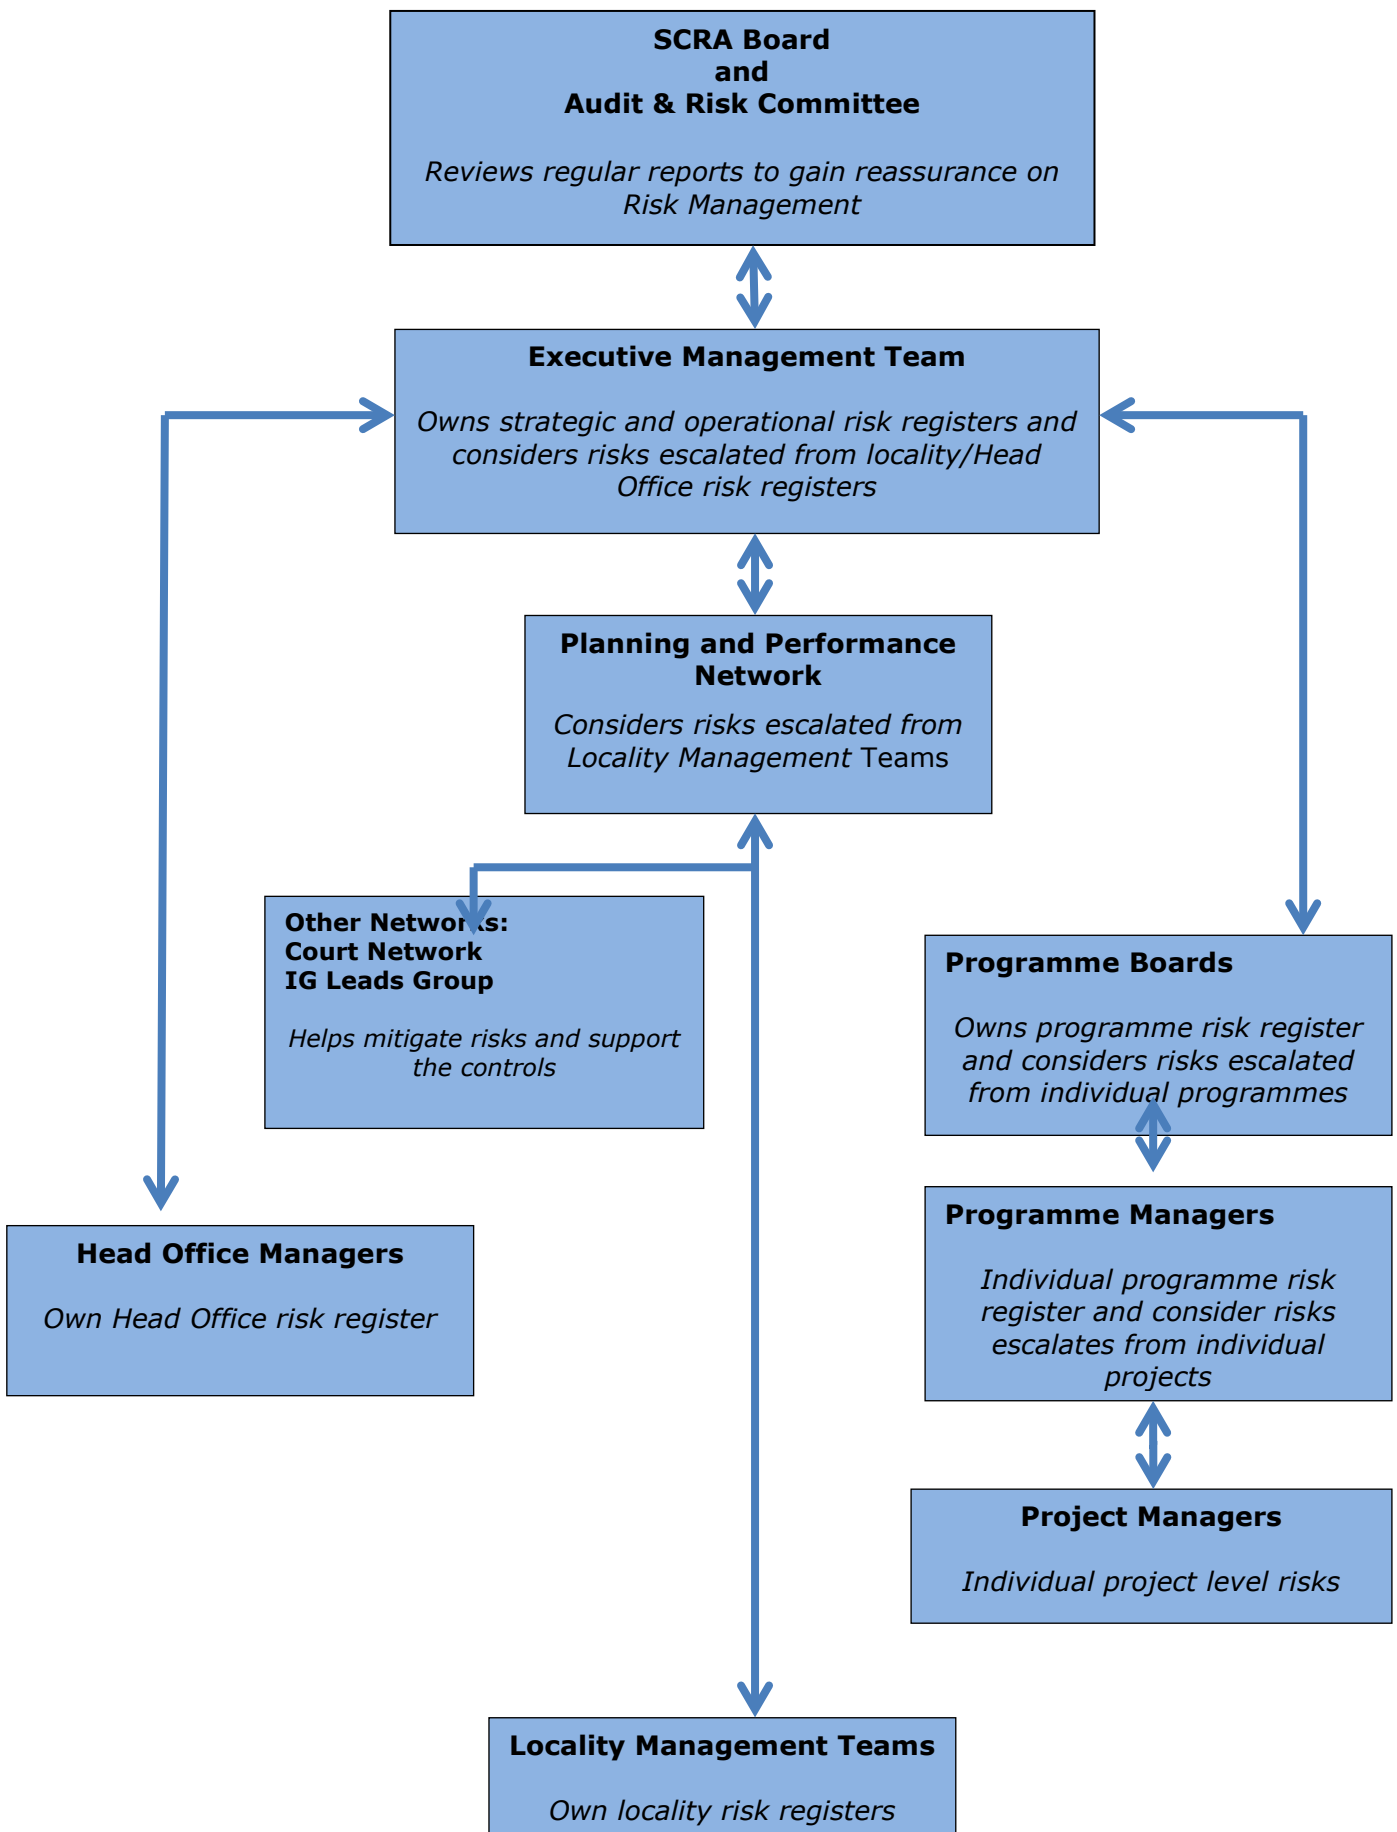 SCRA Board
and
Audit & Risk Committee
Reviews regular reports to gain reassurance on
Risk Management
Executive Management Team
Owns strategic and operational risk registers and
considers risks escalated from locality/Head
Office risk registers
Planning and Performance
Network
Considers risks escalated from
Locality Management Teams
Other Networks:
Court Network
IG Leads Group
Helps mitigate risks and support
the controls
Programme Boards
Owns programme risk register
and considers risks escalated
from individual programmes
Programme Managers
Individual programme risk
register and consider risks
escalates from individual
projects
Head Office Managers
Own Head Office risk register
Project Managers
Individual project level risks
Locality Management Teams
Own locality risk registers